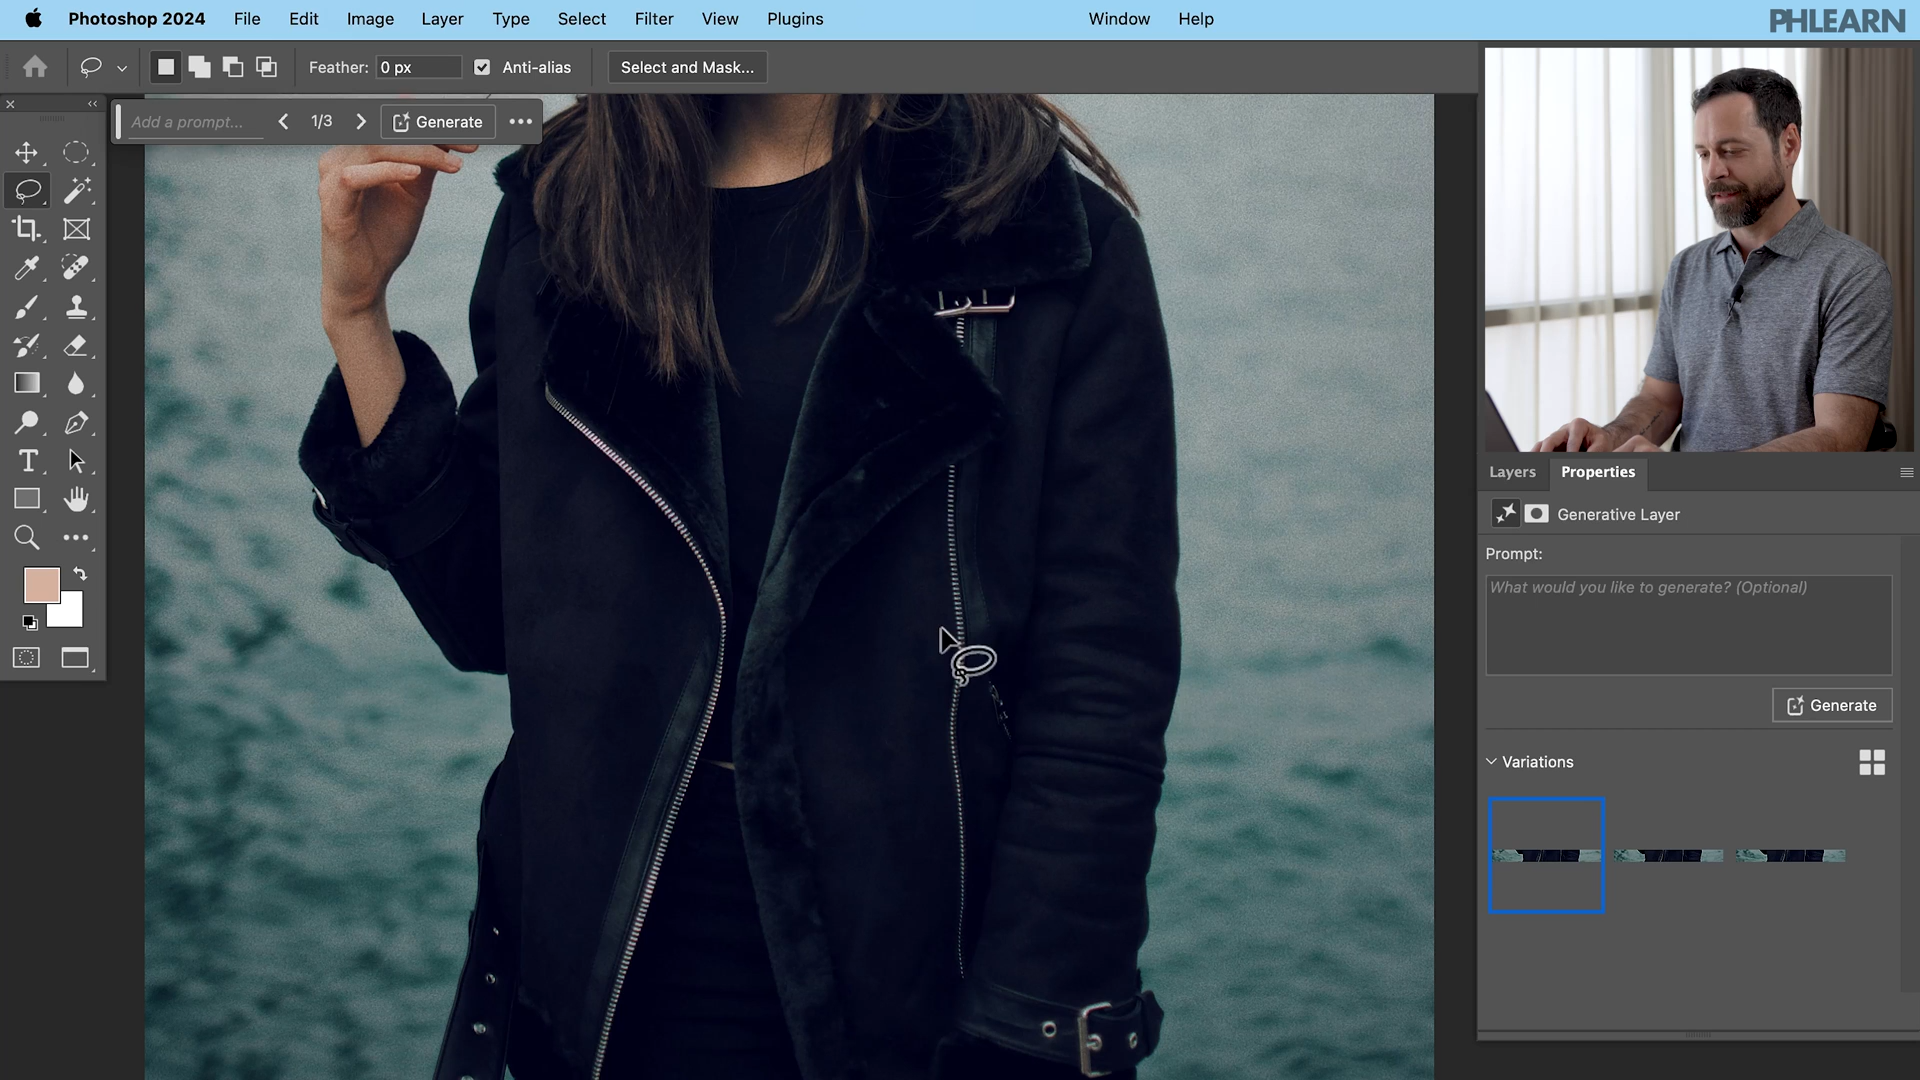 Photoshop 2024 File Edit Image Layer Type Select Filter View Plugins Window Help
PHLEARN
Feather: 0 px Anti-alias Select and Mask...
Add a prompt... 1/3 Generate
Layers Properties
Generative Layer
Prompt:
What would you like to generate? (Optional)
Generate
Variations